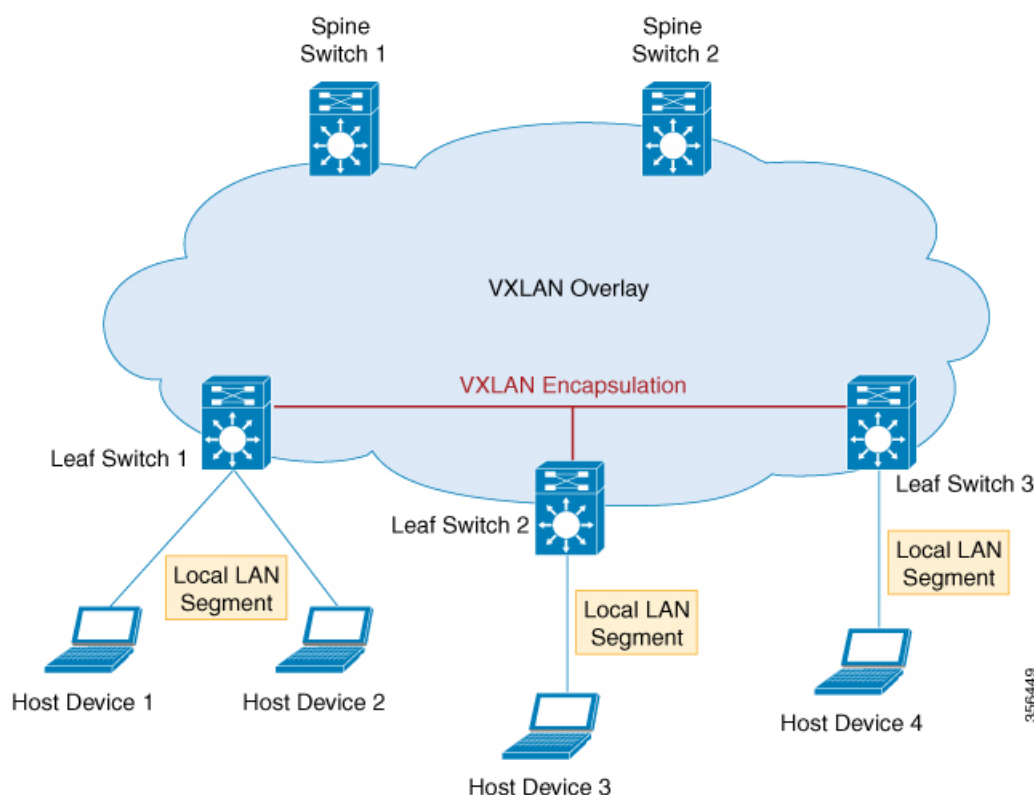 Spine
Switch 1
Spine
Switch 2
VXLAN Overlay
VXLAN Encapsulation
Leaf Switch 1
Leaf Switch 2
Leaf Switch 3
Local LAN
Segment
Local LAN
Segment
Local LAN
Segment
Host Device 1
Host Device 2
Host Device 3
Host Device 4
356449